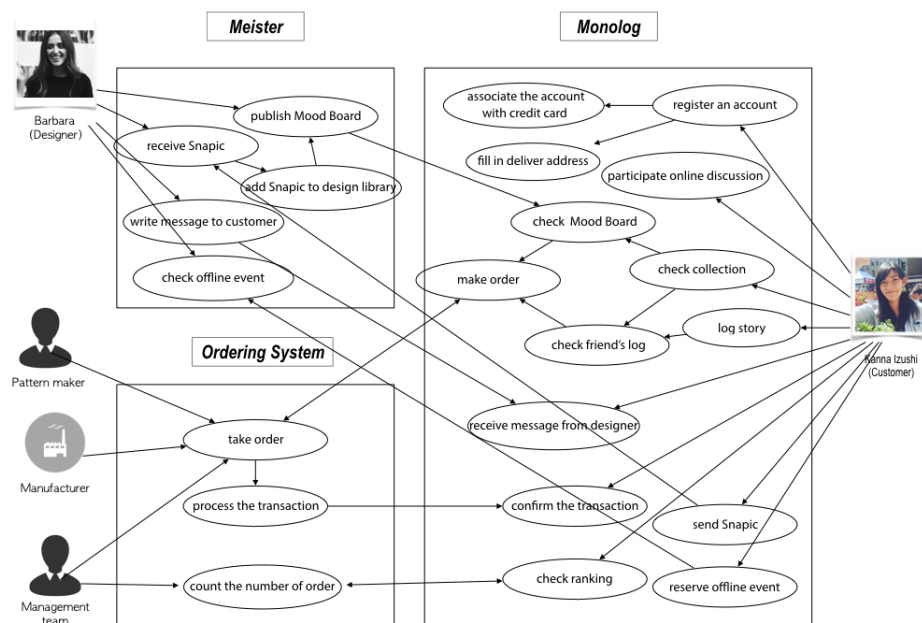 Meister
Monolog
Barbara
(Designer)
publish Mood Board
receive Snapic
add Snapic to design library
write message to customer
check offline event
associate the account
with credit card
register an account
fill in deliver address
participate online discussion
check Mood Board
check collection
make order
log story
check friend's log
Kanna Izushi
(Customer)
Ordering System
Pattern maker
Manufacturer
Management
team
take order
process the transaction
count the number of order
receive message from designer
confirm the transaction
send Snapic
check ranking
reserve offline event